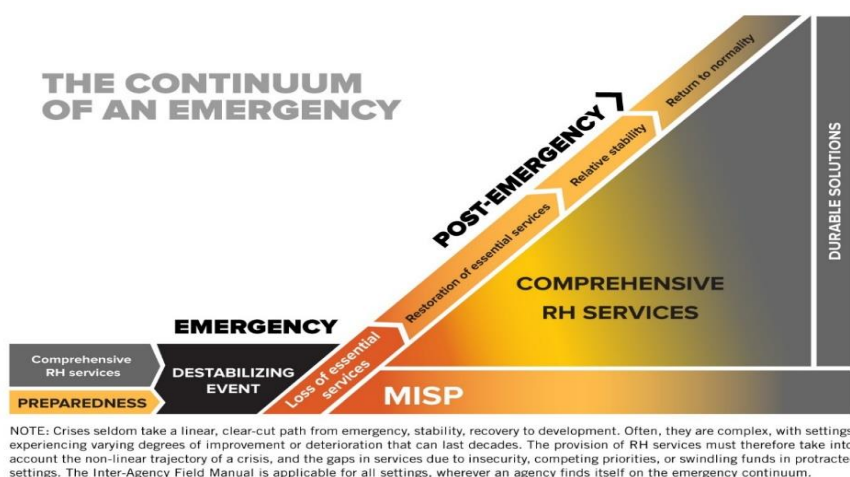 THE CONTINUUM
OF AN EMERGENCY
EMERGENCY
POST-EMERGENCY
Comprehensive
RH services
PREPAREDNESS
DESTABILIZING
EVENT
Loss of essential
services
Restoration of essential services
Relative stability
Return to normality
COMPREHENSIVE
RH SERVICES
MISP
DURABLE SOLUTIONS
NOTE: Crises seldom take a linear, clear-cut path from emergency, stability, recovery to development. Often, they are complex, with settings
experiencing varying degrees of improvement or deterioration that can last decades. The provision of RH services must therefore take into
account the non-linear trajectory of a crisis, and the gaps in services due to insecurity, competing priorities, or swindling funds in protracted
settings. The Inter-Agency Field Manual is applicable for all settings, wherever an agency finds itself on the emergency continuum.